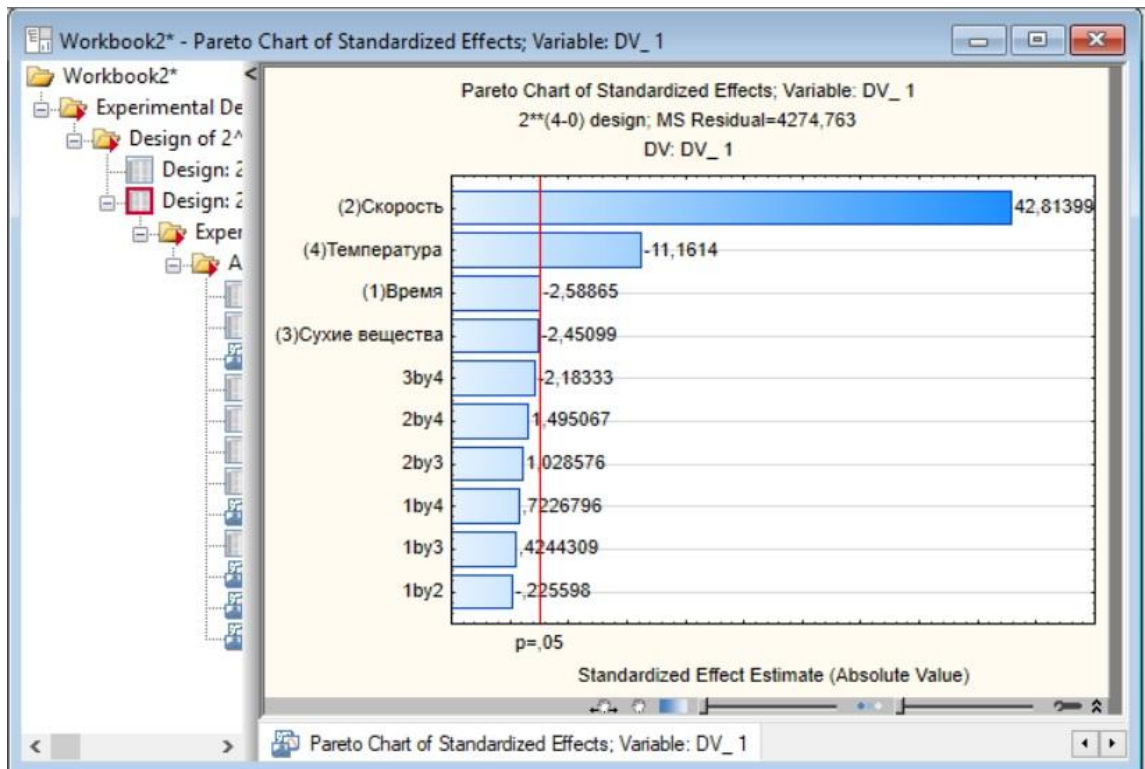 Workbook2* - Pareto Chart of Standardized Effects; Variable: DV_ 1
Workbook2*
Experimental De
Design of 2^
Design: 2
Design: 2
Exper
A
Pareto Chart of Standardized Effects; Variable: DV_ 1
2**(4-0) design; MS Residual=4274,763
DV: DV_ 1
(2)Скорость 42,81399
(4)Температура -11,1614
(1)Время -2,58865
(3)Сухие вещества -2,45099
3by4 -2,18333
2by4 1,495067
2by3 1,028576
1by4 ,7226796
1by3 ,4244309
1by2 -,225598
p=,05
Standardized Effect Estimate (Absolute Value)
Pareto Chart of Standardized Effects; Variable: DV_ 1